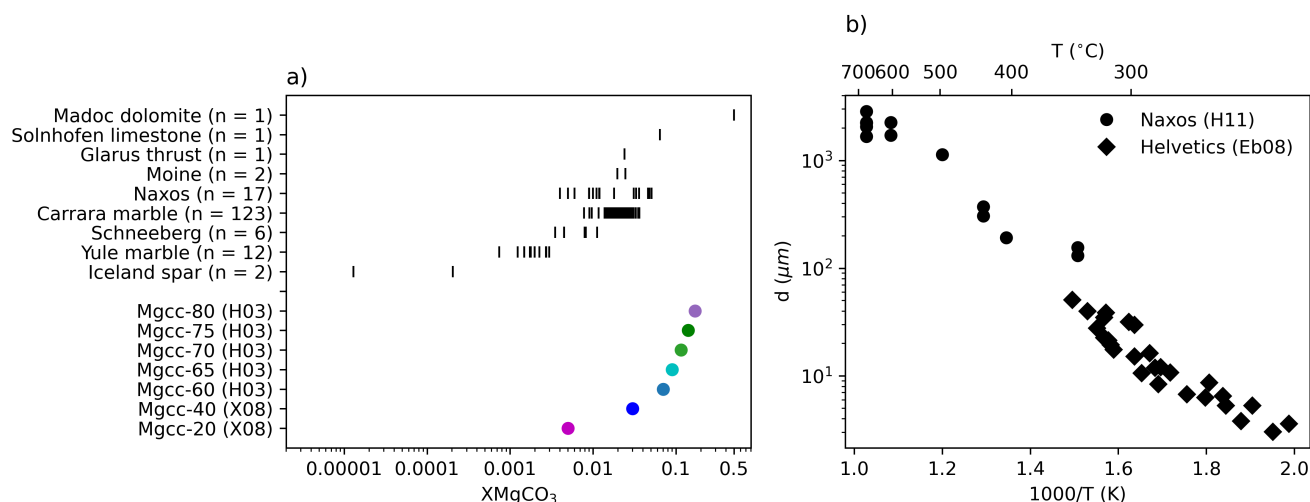 a)
Madoc dolomite (n = 1)
Solnhofen limestone (n = 1)
Glarus thrust (n = 1)
Moine (n = 2)
Naxos (n = 17)
Carrara marble (n = 123)
Schneeberg (n = 6)
Yule marble (n = 12)
Iceland spar (n = 2)
Mgcc-80 (H03)
Mgcc-75 (H03)
Mgcc-70 (H03)
Mgcc-65 (H03)
Mgcc-60 (H03)
Mgcc-40 (X08)
Mgcc-20 (X08)
0.00001 0.0001 0.001 0.01 0.1 0.5
XMgCO₃
b)
T (°C)
700 600 500 400 300
Naxos (H11)
Helvetics (Eb08)
d (μm)
10³
10²
10¹
1.0 1.2 1.4 1.6 1.8 2.0
1000/T (K)